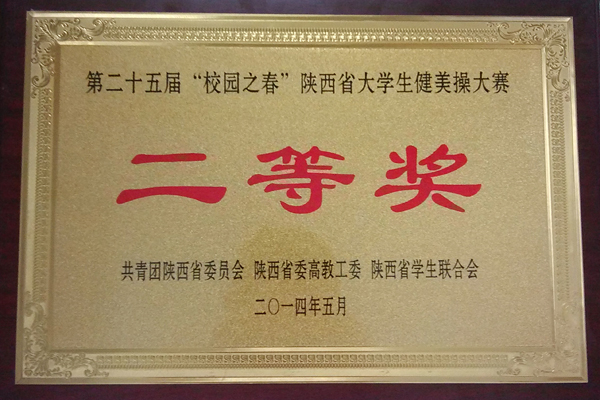 第二十五届“校园之春”陕西省大学生健美操大赛
二等奖
共青团陕西省委员会 陕西省委高教工委 陕西省学生联合会
二〇一四年五月